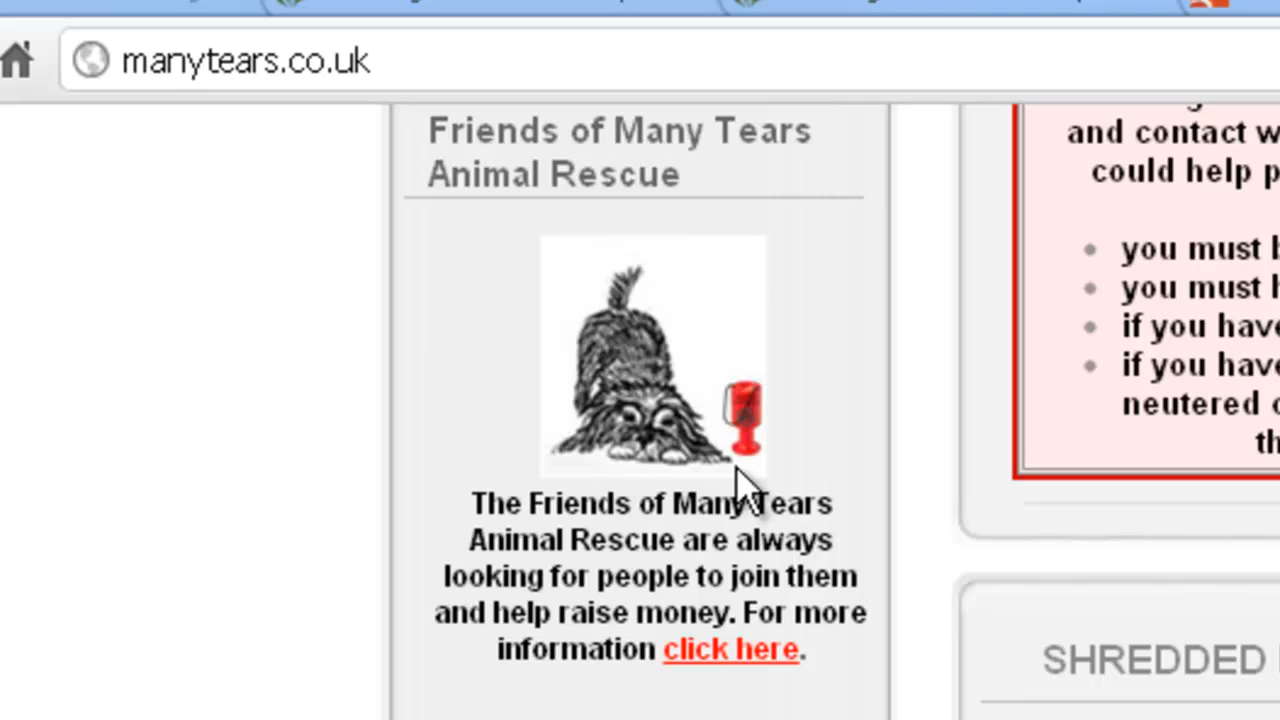 manytears.co.uk
Friends of Many Tears
Animal Rescue
The Friends of Many Tears
Animal Rescue are always
looking for people to join them
and help raise money. For more
information click here.
and contact
could help
you must
you must
if you have
if you have
neutered
SHREDDED